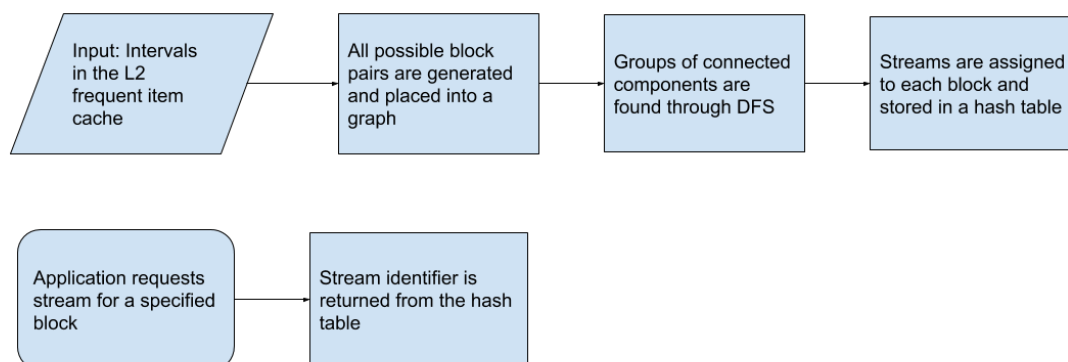 Input: Intervals
in the L2
frequent item
cache
All possible block
pairs are generated
and placed into a
graph
Groups of connected
components are
found through DFS
Streams are assigned
to each block and
stored in a hash table
Application requests
stream for a specified
block
Stream identifier is
returned from the hash
table